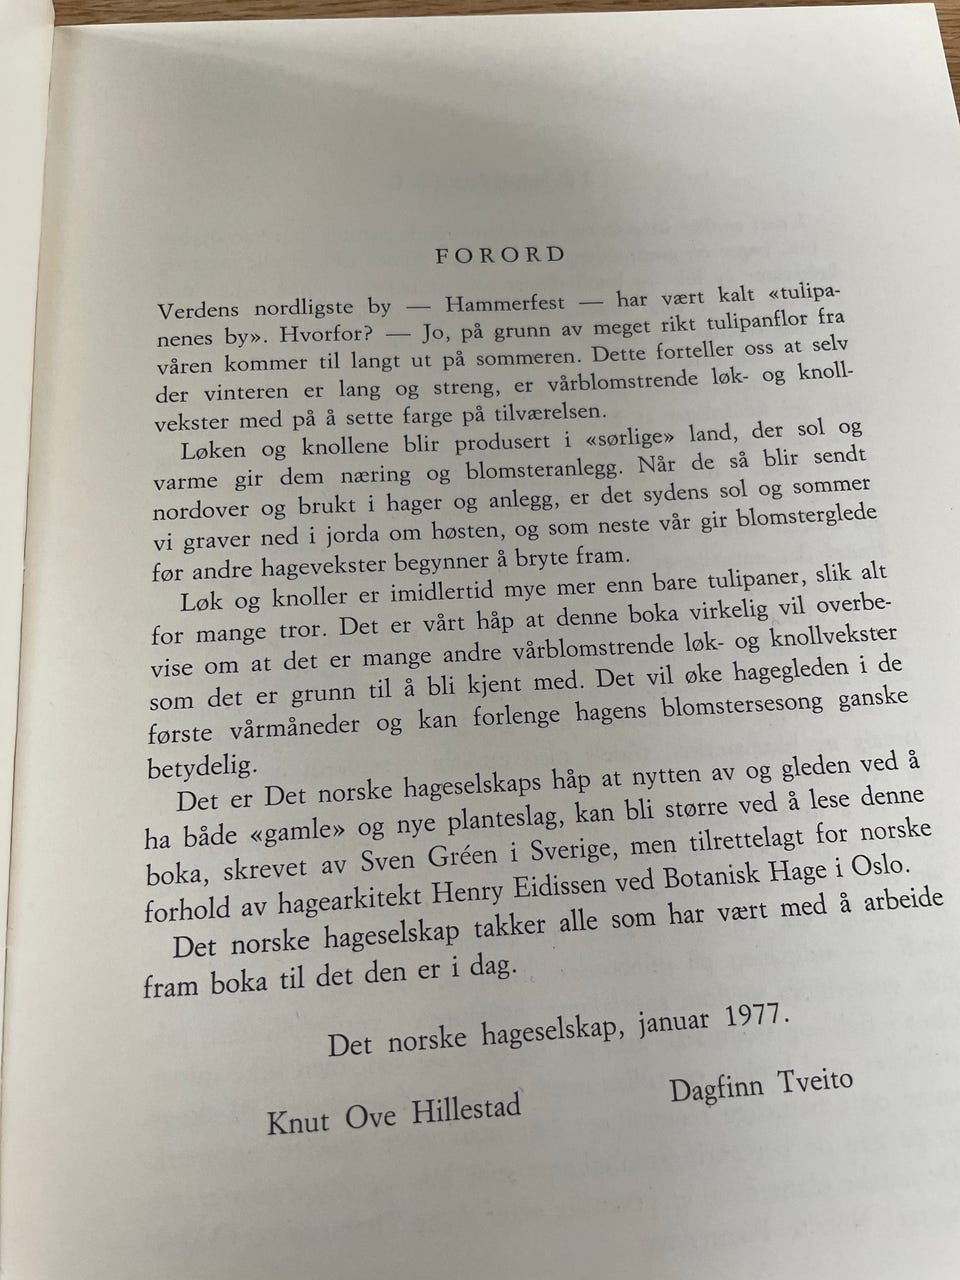 FORORD
Verdens nordligste by — Hammerfest — har vært kalt «tulipa-
nenes by». Hvorfor? — Jo, på grunn av meget rikt tulipanflor fra
våren kommer til langt ut på sommeren. Dette forteller oss at selv
der vinteren er lang og streng, er vårblomstrende løk- og knoll-
vekster med på å sette farge på tilværelsen.
Løken og knollene blir produsert i «sørlige» land, der sol og
varme gir dem næring og blomsteranlegg. Når de så blir sendt
nordover og brukt i hager og anlegg, er det sydens sol og sommer
vi graver ned i jorda om høsten, og som neste vår gir blomsterglede
før andre hagevekster begynner å bryte fram.
Løk og knoller er imidlertid mye mer enn bare tulipaner, slik alt
for mange tror. Det er vårt håp at denne boka virkelig vil overbe-
vise om at det er mange andre vårblomstrende løk- og knollvekster
som det er grunn til å bli kjent med. Det vil øke hagegleden i de
første vårmåneder og kan forlenge hagens blomstersesong ganske
betydelig.
Det er Det norske hageselskaps håp at nytten av og gleden ved å
ha både «gamle» og nye planteslag, kan bli større ved å lese denne
boka, skrevet av Sven Gréen i Sverige, men tilrettelagt for norske
forhold av hagearkitekt Henry Eidissen ved Botanisk Hage i Oslo.
Det norske hageselskap takker alle som har vært med å arbeide
fram boka til det den er i dag.
Det norske hageselskap, januar 1977.
Knut Ove Hillestad Dagfinn Tveito